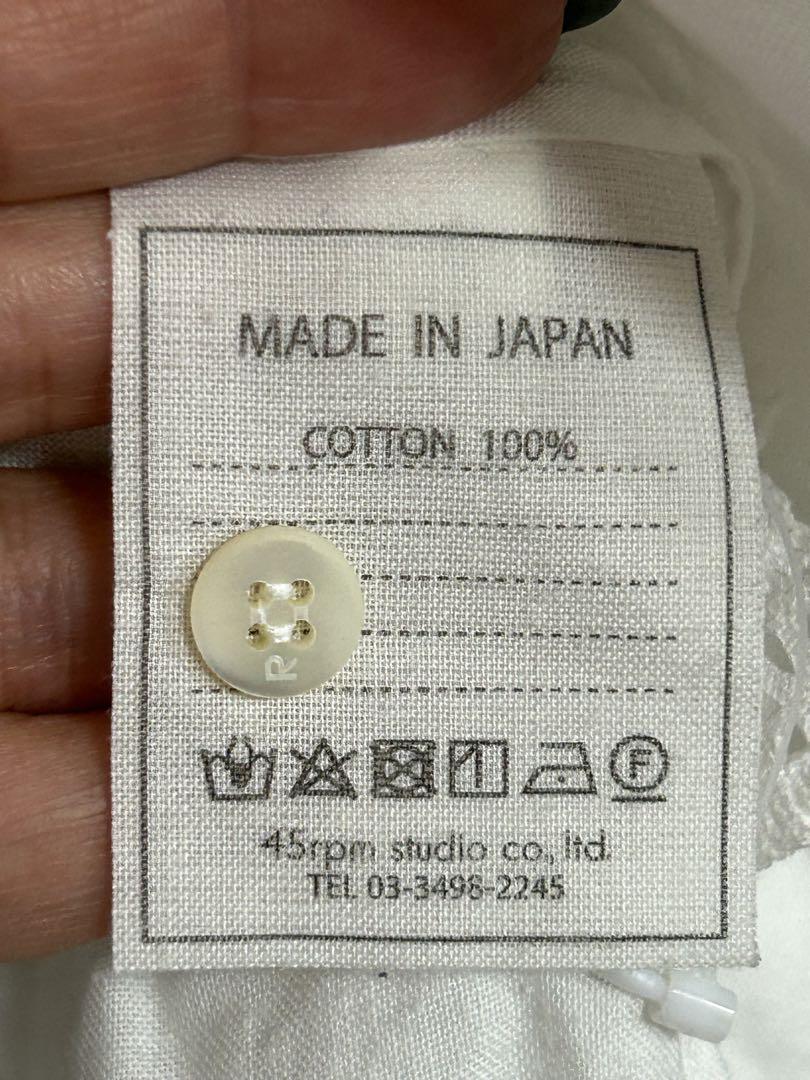 MADE IN JAPAN
COTTON 100%
R
F
45rpm studio co., ltd.
TEL 03-3498-2245